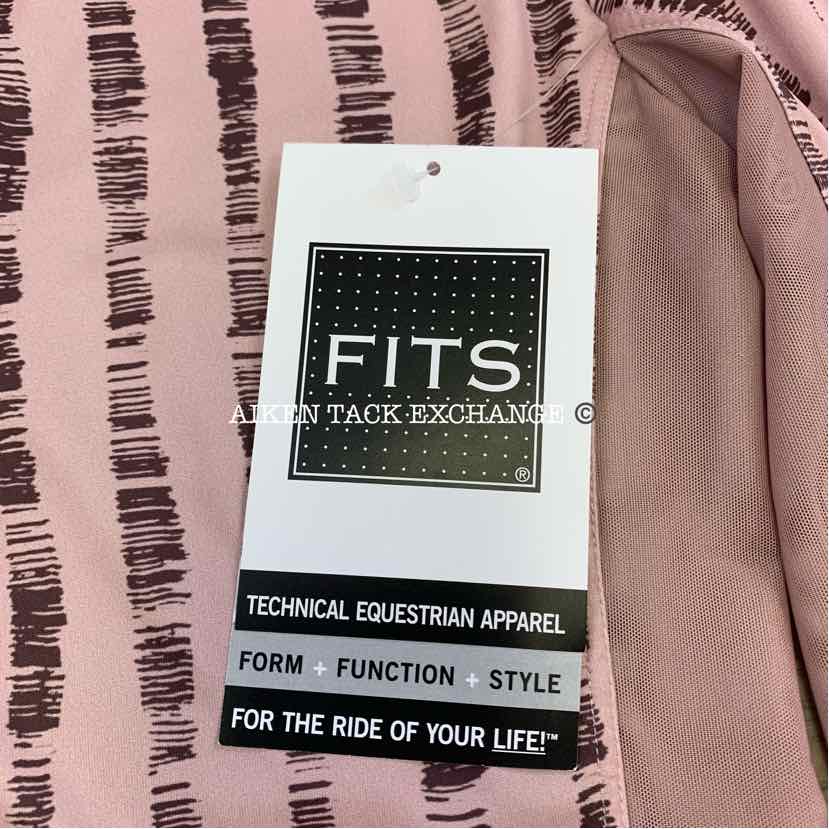 FITS
AIKEN TACK EXCHANGE ©
®
TECHNICAL EQUESTRIAN APPAREL
FORM + FUNCTION + STYLE
FOR THE RIDE OF YOUR LIFE!™